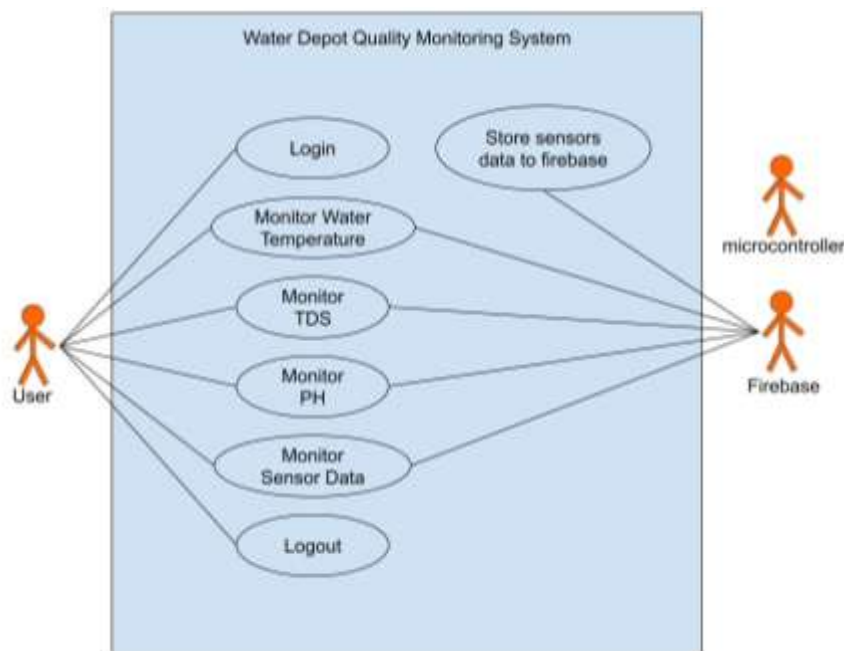 Water Depot Quality Monitoring System
Login
Store sensors
data to firebase
Monitor Water
Temperature
microcontroller
Monitor
TDS
User
Firebase
Monitor
PH
Monitor
Sensor Data
Logout